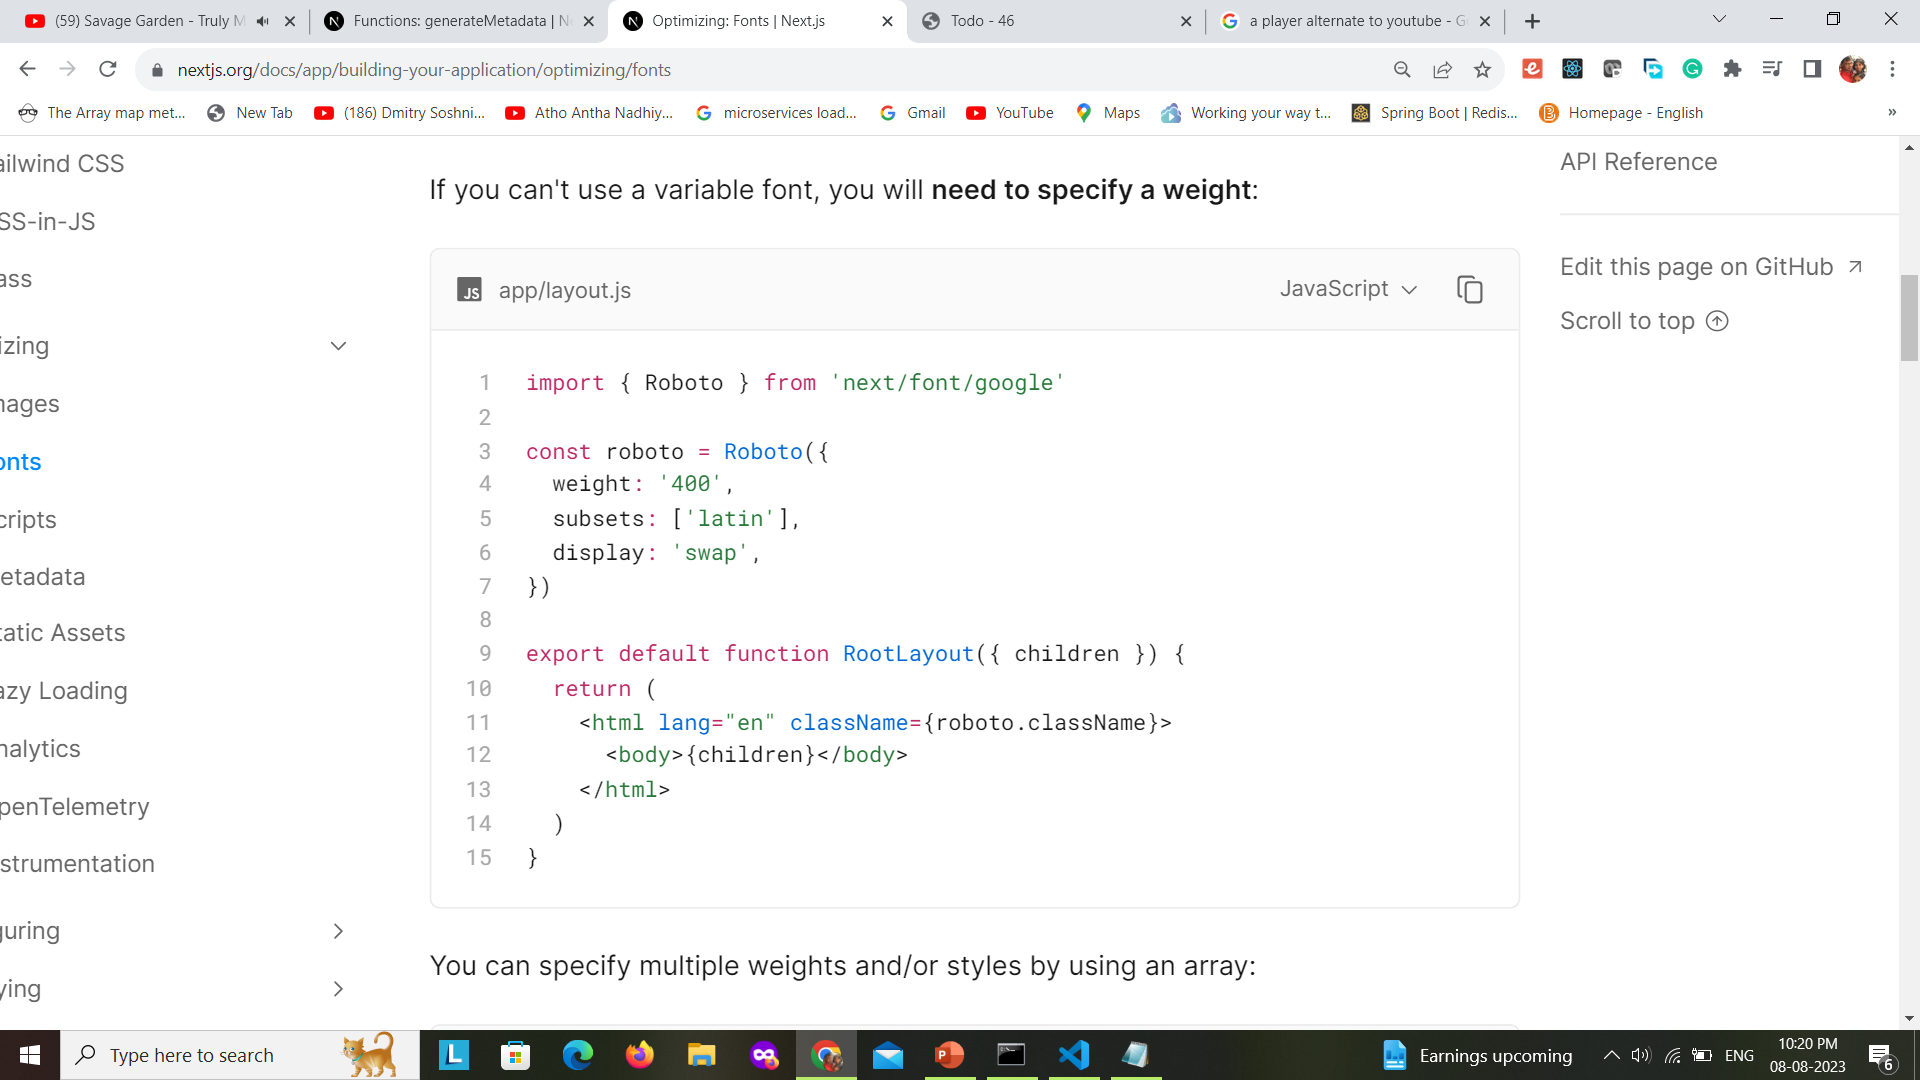 (59) Savage Garden - Truly M
Functions: generateMetadata | Ne
Optimizing: Fonts | Next.js
Todo - 46
a player alternate to youtube - Go
nextjs.org/docs/app/building-your-application/optimizing/fonts
The Array map met...
New Tab
(186) Dmitry Soshni...
Atho Antha Nadhiy...
microservices load...
Gmail
YouTube
Maps
Working your way t...
Spring Boot | Redis...
Homepage - English
»
ailwind CSS
SS-in-JS
ass
izing
mages
onts
cripts
etadata
tatic Assets
azy Loading
nalytics
penTelemetry
nstrumentation
guring
ying
If you can't use a variable font, you will need to specify a weight:
JS app/layout.js
JavaScript
1 import { Roboto } from 'next/font/google'
2
3 const roboto = Roboto({
4 weight: '400',
5 subsets: ['latin'],
6 display: 'swap',
7 })
8
9 export default function RootLayout({ children }) {
10 return (
11 <html lang="en" className={roboto.className}>
12 <body>{children}</body>
13 </html>
14 )
15 }
You can specify multiple weights and/or styles by using an array:
API Reference
Edit this page on GitHub
Scroll to top
Type here to search
Earnings upcoming
ENG
10:20 PM
08-08-2023
6